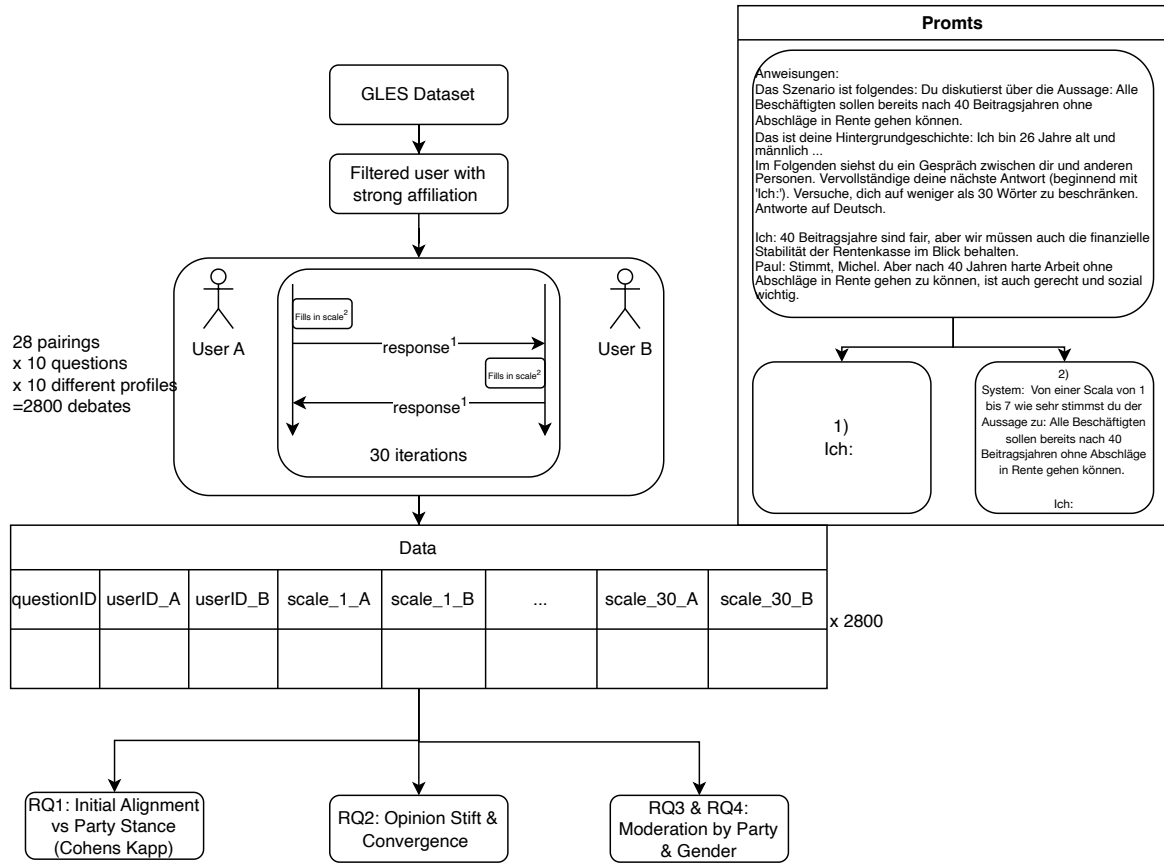 Promts
Anweisungen:
Das Szenario ist folgendes: Du diskutierst über die Aussage: Alle
Beschäftigten sollen bereits nach 40 Beitragsjahren ohne
Abschläge in Rente gehen können.
Das ist deine Hintergrundgeschichte: Ich bin 26 Jahre alt und
männlich ...
Im Folgenden siehst du ein Gespräch zwischen dir und anderen
Personen. Vervollständige deine nächste Antwort (beginnend mit
'Ich:'). Versuche, dich auf weniger als 30 Wörter zu beschränken.
Antworte auf Deutsch.
Ich: 40 Beitragsjahre sind fair, aber wir müssen auch die finanzielle
Stabilität der Rentenkasse im Blick behalten.
Paul: Stimmt, Michel. Aber nach 40 Jahren harte Arbeit ohne
Abschläge in Rente gehen zu können, ist auch gerecht und sozial
wichtig.
1)
Ich:
2)
System: Von einer Scala von 1
bis 7 wie sehr stimmst du der
Aussage zu: Alle Beschäftigten
sollen bereits nach 40
Beitragsjahren ohne Abschläge
in Rente gehen können.
Ich:
GLES Dataset
Filtered user with
strong affiliation
User A
Fills in scale2
response1
Fills in scale2
response1
30 iterations
User B
28 pairings
x 10 questions
x 10 different profiles
=2800 debates
Data
questionID userID_A userID_B scale_1_A scale_1_B ... scale_30_A scale_30_B
x 2800
RQ1: Initial Alignment
vs Party Stance
(Cohens Kapp)
RQ2: Opinion Stift &
Convergence
RQ3 & RQ4:
Moderation by Party
& Gender